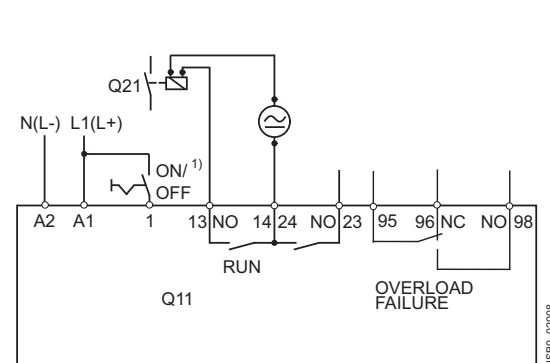 Q21
N(L-) L1(L+)
ON/ 1)
OFF
A2 A1 1 13 NO 14 24 NO 23 95 96 NC NO 98
RUN
Q11
OVERLOAD
FAILURE